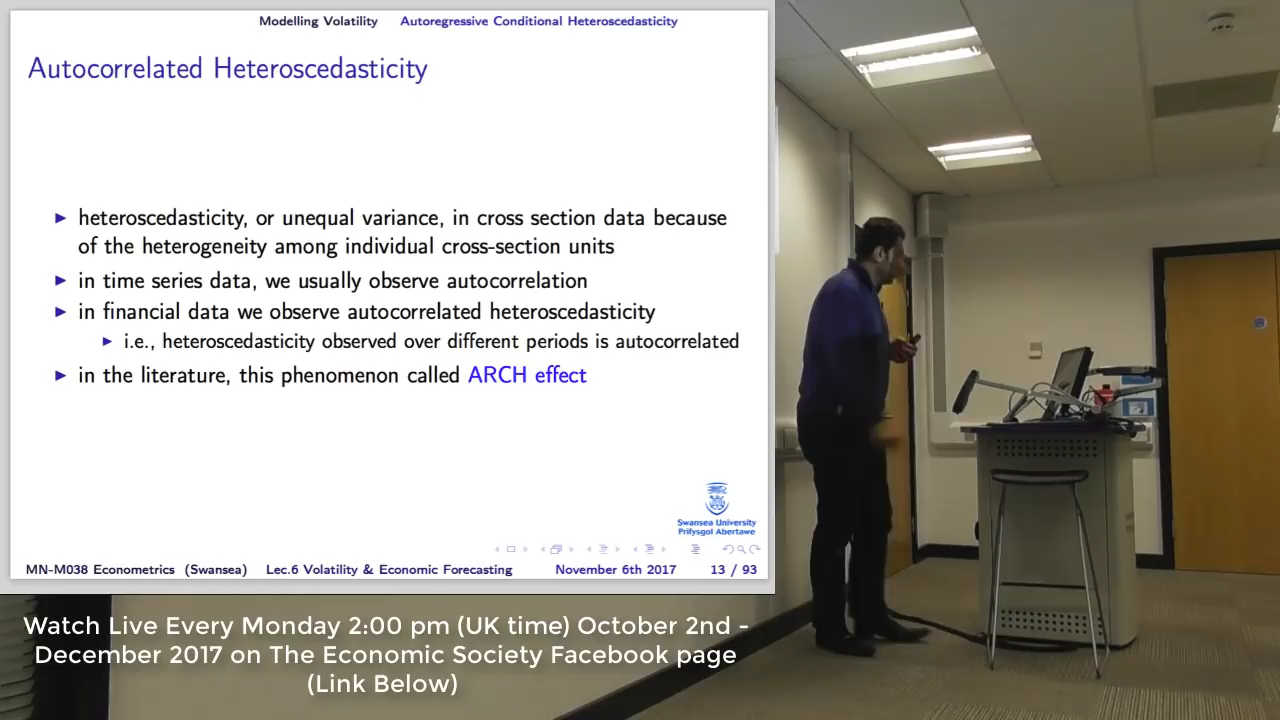 Modelling Volatility Autoregressive Conditional Heteroscedasticity
Autocorrelated Heteroscedasticity
heteroscedasticity, or unequal variance, in cross section data because
of the heterogeneity among individual cross-section units
in time series data, we usually observe autocorrelation
in financial data we observe autocorrelated heteroscedasticity
i.e., heteroscedasticity observed over different periods is autocorrelated
in the literature, this phenomenon called ARCH effect
Swansea University
Prifysgol Abertawe
MN-M038 Econometrics (Swansea) Lec.6 Volatility & Economic Forecasting November 6th 2017 13 / 93
Watch Live Every Monday 2:00 pm (UK time) October 2nd -
December 2017 on The Economic Society Facebook page
(Link Below)